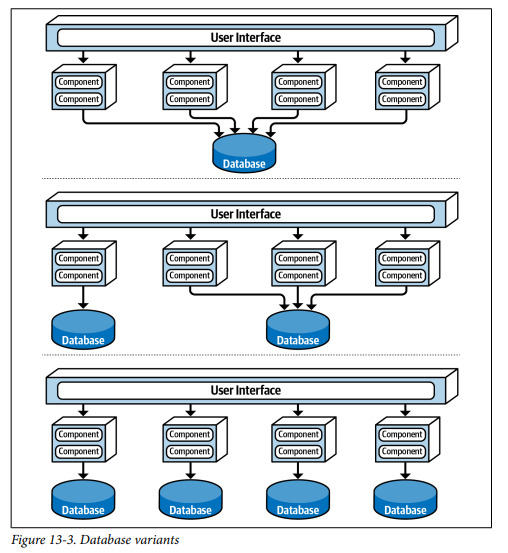 User Interface
Component Component Component Component
Component Component Component Component
Database
User Interface
Component Component Component Component
Component Component Component Component
Database Database
User Interface
Component Component Component Component
Component Component Component Component
Database Database Database Database
Figure 13-3. Database variants